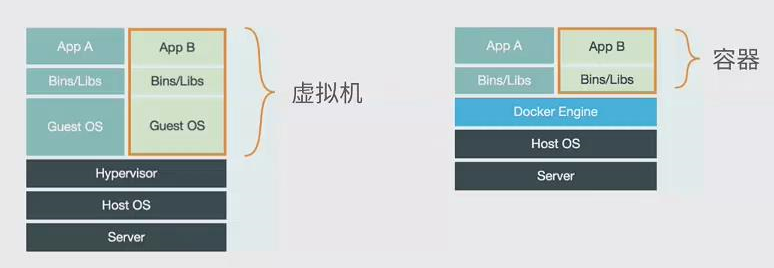 App A
App B
Bins/Libs
Bins/Libs
Guest OS
Guest OS
Hypervisor
Host OS
Server
虚拟机
App A
App B
Bins/Libs
Bins/Libs
Docker Engine
Host OS
Server
容器